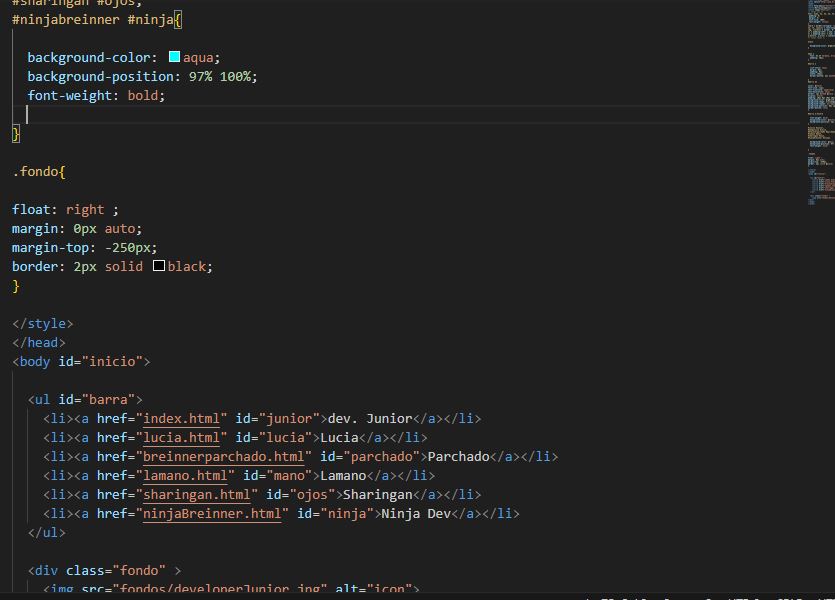 #sharingan #ojos,
#ninjabreinner #ninja{
background-color: aqua;
background-position: 97% 100%;
font-weight: bold;
}
.fondo{
float: right ;
margin: 0px auto;
margin-top: -250px;
border: 2px solid black;
}
</style>
</head>
<body id="inicio">
<ul id="barra">
<li><a href="index.html" id="junior">dev. Junior</a></li>
<li><a href="lucia.html" id="lucia">Lucia</a></li>
<li><a href="breinnerparchado.html" id="parchado">Parchado</a></li>
<li><a href="lamano.html" id="mano">Lamano</a></li>
<li><a href="sharingan.html" id="ojos">Sharingan</a></li>
<li><a href="ninjaBreinner.html" id="ninja">Ninja Dev</a></li>
</ul>
<div class="fondo" >
<img src="fondos/developerJunior.jpg" alt="icon">